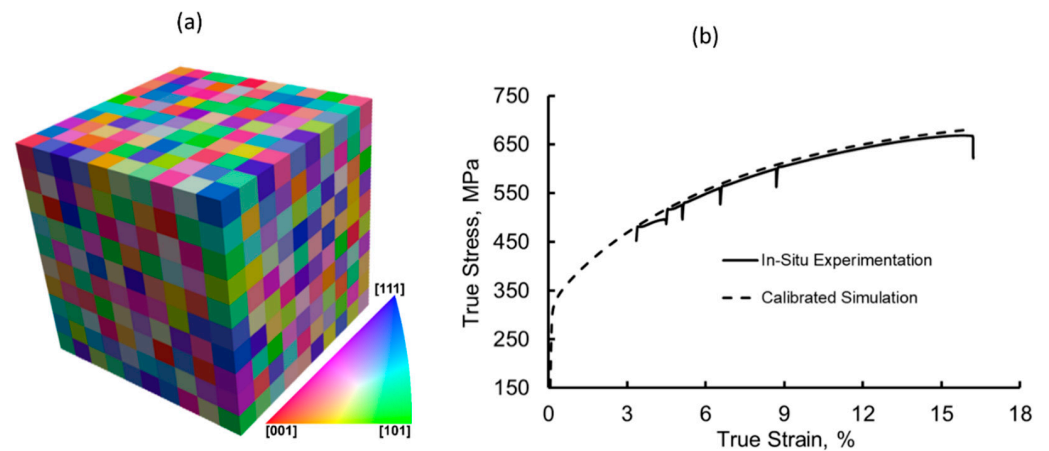 (a)
(b)
[111]
[001]
[101]
True Stress, MPa
750
650
550
450
350
250
150
In-Situ Experimentation
Calibrated Simulation
0
3
6
9
12
15
18
True Strain, %